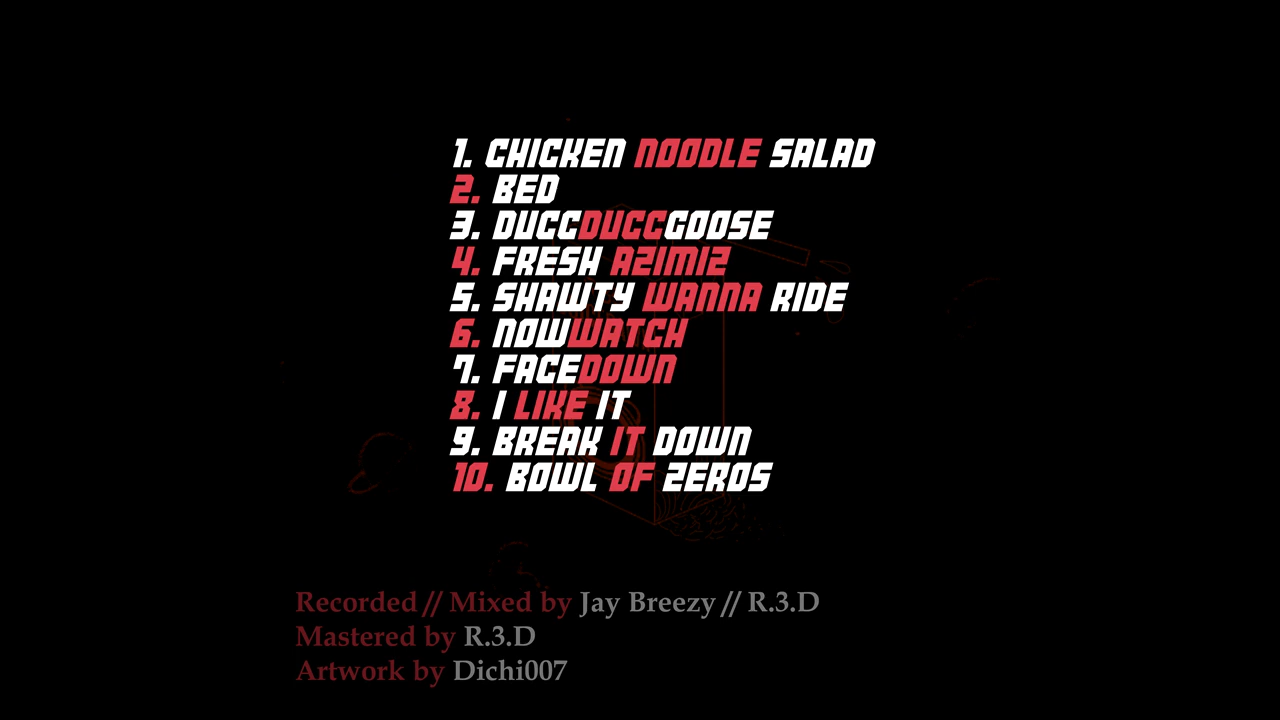 1. CHICKEN NOODLE SALAD
2. BED
3. DUCCDUCCGOOSE
4. FRESH AZIMIZ
5. SHAWTY WANNA RIDE
6. NOWWATCH
7. FACEDOWN
8. I LIKE IT
9. BREAK IT DOWN
10. BOWL OF ZEROS
Recorded // Mixed by Jay Breezy // R.3.D
Mastered by R.3.D
Artwork by Dichi007